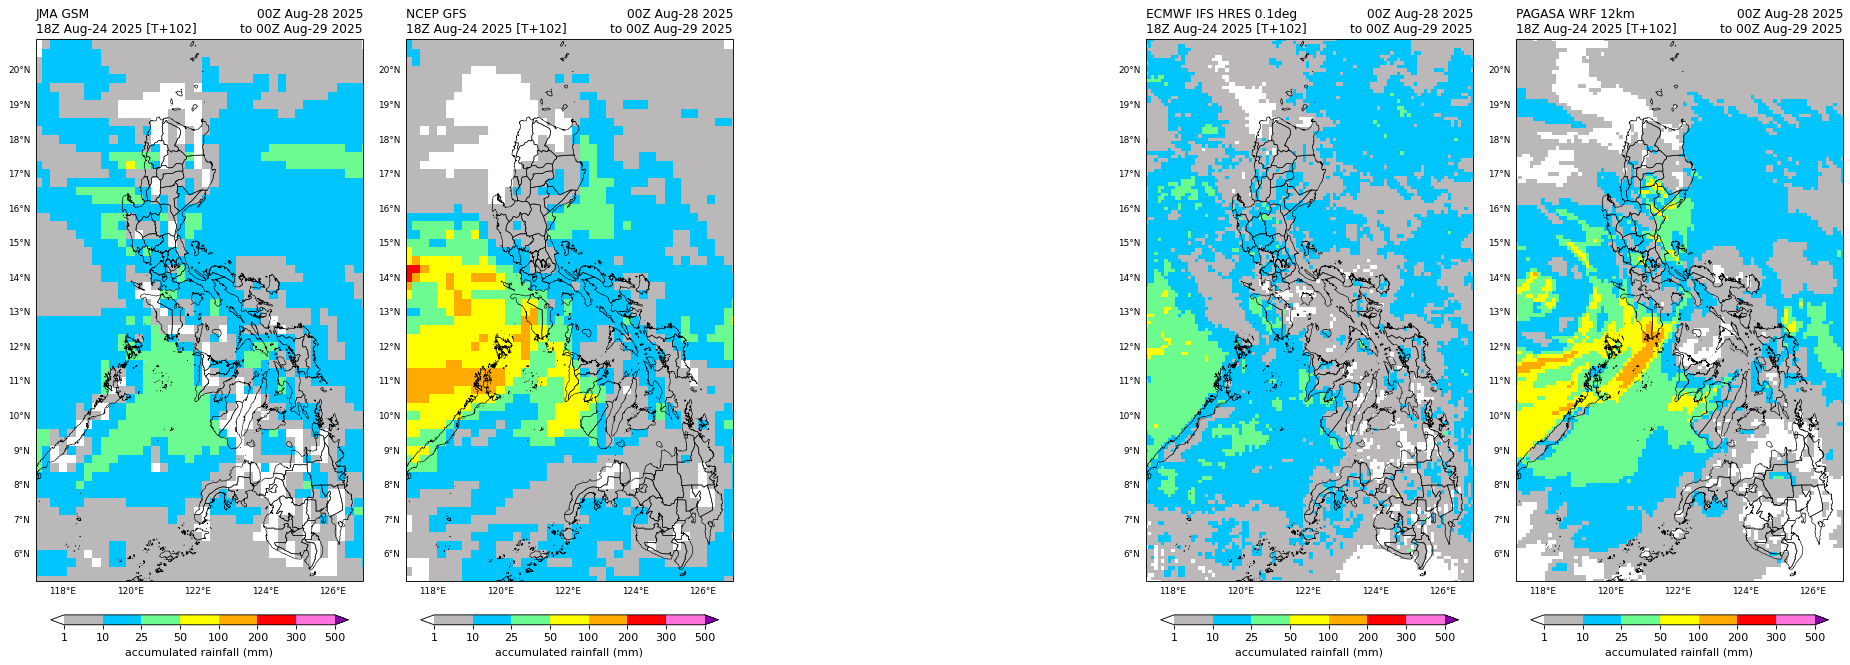 JMA GSM 00Z Aug-28 2025
18Z Aug-24 2025 [T+102] to 00Z Aug-29 2025
20°N
19°N
18°N
17°N
16°N
15°N
14°N
13°N
12°N
11°N
10°N
9°N
8°N
7°N
6°N
118°E 120°E 122°E 124°E 126°E
1 10 25 50 100 200 300 500
accumulated rainfall (mm)
NCEP GFS 00Z Aug-28 2025
18Z Aug-24 2025 [T+102] to 00Z Aug-29 2025
20°N
19°N
18°N
17°N
16°N
15°N
14°N
13°N
12°N
11°N
10°N
9°N
8°N
7°N
6°N
118°E 120°E 122°E 124°E 126°E
1 10 25 50 100 200 300 500
accumulated rainfall (mm)
ECMWF IFS HRES 0.1deg 00Z Aug-28 2025
18Z Aug-24 2025 [T+102] to 00Z Aug-29 2025
20°N
19°N
18°N
17°N
16°N
15°N
14°N
13°N
12°N
11°N
10°N
9°N
8°N
7°N
6°N
118°E 120°E 122°E 124°E 126°E
1 10 25 50 100 200 300 500
accumulated rainfall (mm)
PAGASA WRF 12km 00Z Aug-28 2025
18Z Aug-24 2025 [T+102] to 00Z Aug-29 2025
20°N
19°N
18°N
17°N
16°N
15°N
14°N
13°N
12°N
11°N
10°N
9°N
8°N
7°N
6°N
118°E 120°E 122°E 124°E 126°E
1 10 25 50 100 200 300 500
accumulated rainfall (mm)